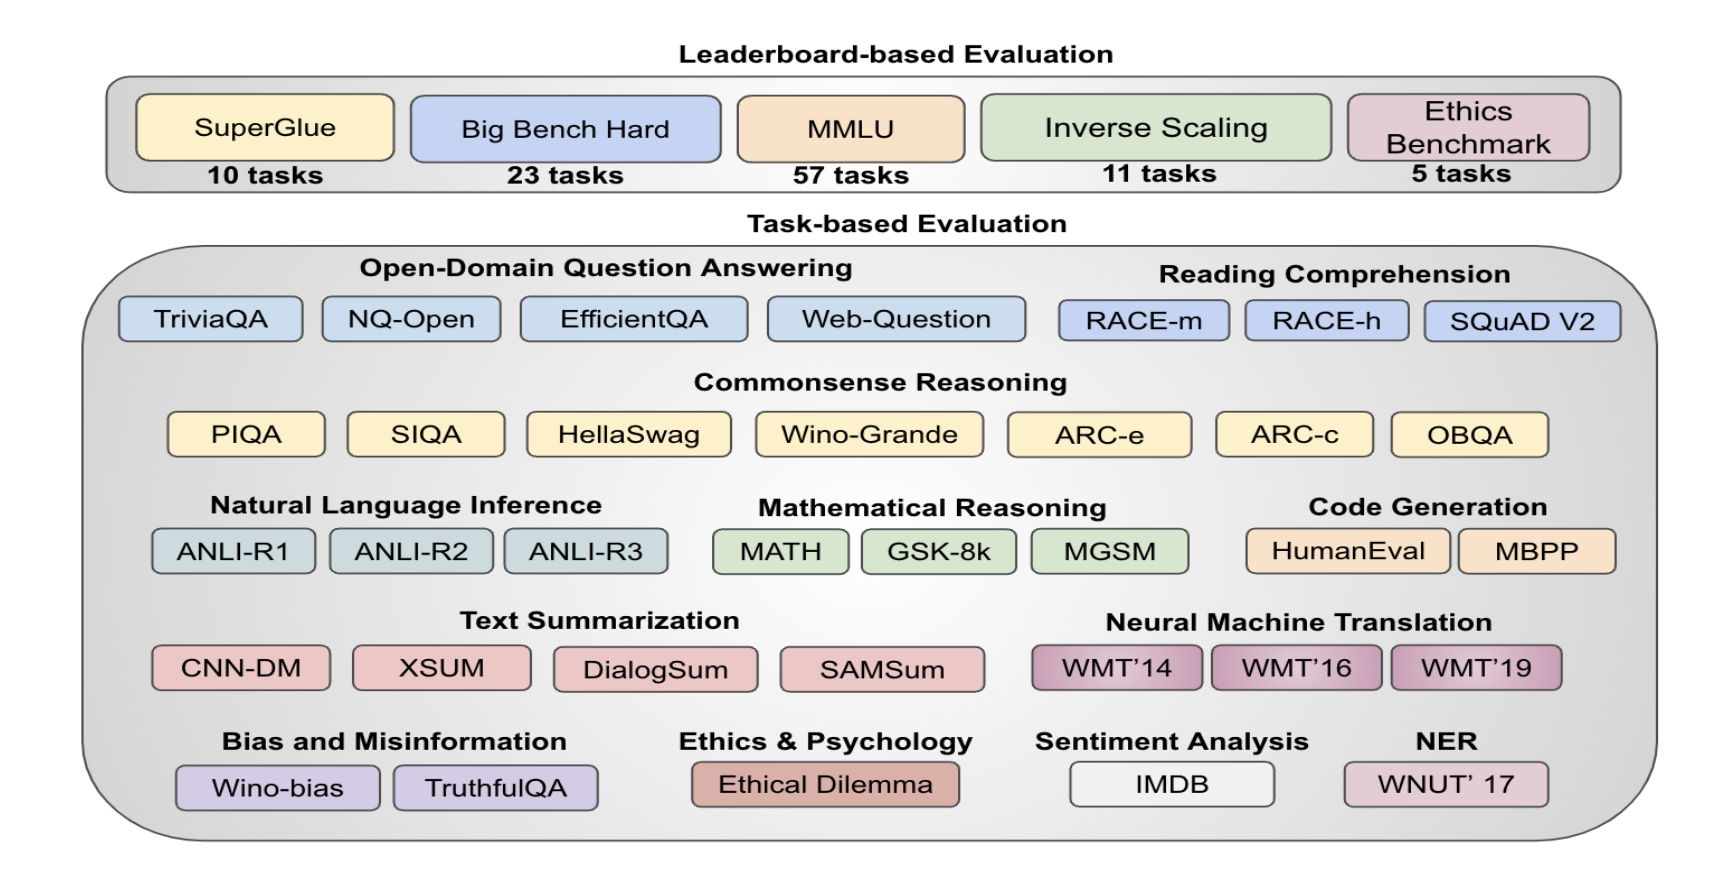 Leaderboard-based Evaluation
SuperGlue
10 tasks
Big Bench Hard
23 tasks
MMLU
57 tasks
Inverse Scaling
11 tasks
Ethics
Benchmark
5 tasks
Task-based Evaluation
Open-Domain Question Answering
TriviaQA
NQ-Open
EfficientQA
Web-Question
Reading Comprehension
RACE-m
RACE-h
SQuAD V2
Commonsense Reasoning
PIQA
SIQA
HellaSwag
Wino-Grande
ARC-e
ARC-c
OBQA
Natural Language Inference
ANLI-R1
ANLI-R2
ANLI-R3
Mathematical Reasoning
MATH
GSK-8k
MGSM
Code Generation
HumanEval
MBPP
Text Summarization
CNN-DM
XSUM
DialogSum
SAMSum
Neural Machine Translation
WMT’14
WMT’16
WMT’19
Bias and Misinformation
Wino-bias
TruthfulQA
Ethics & Psychology
Ethical Dilemma
Sentiment Analysis
IMDB
NER
WNUT’ 17